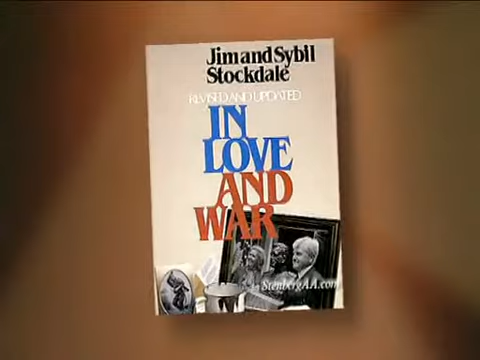 Jim and Sybil
Stockdale
REVISED AND UPDATED
IN
LOVE
AND
WAR
StenbergAA.com